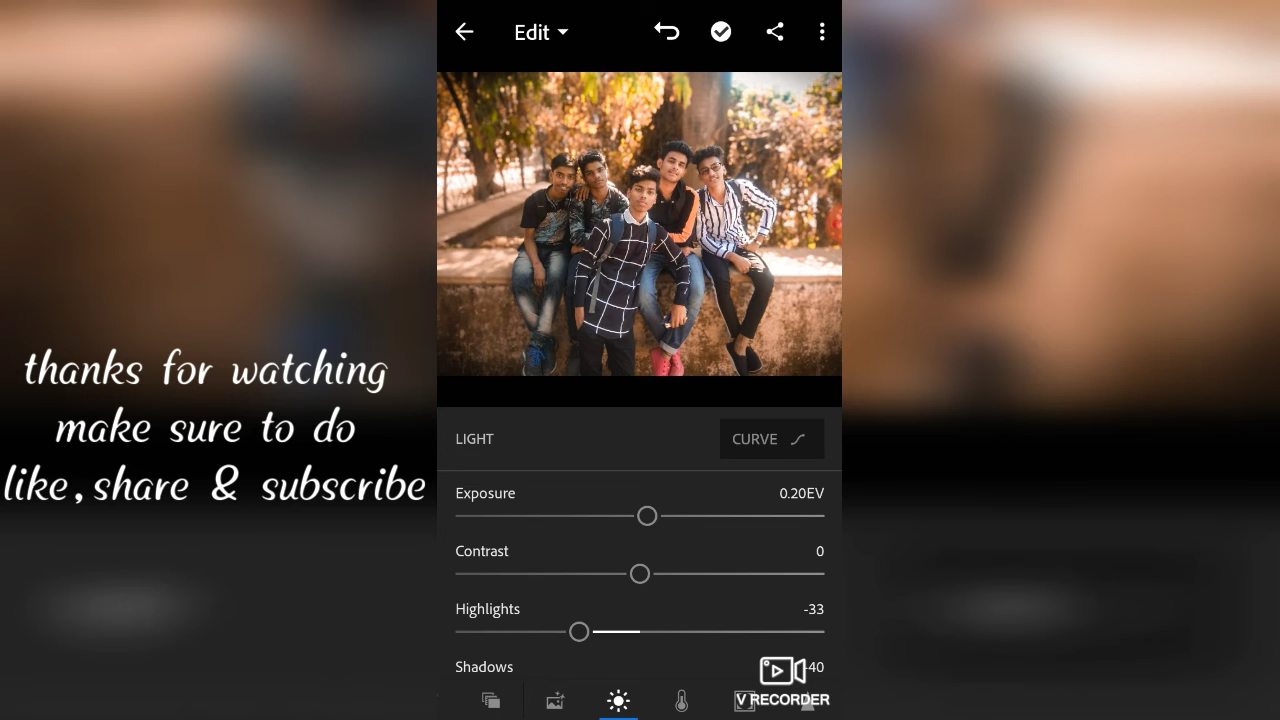 Edit
thanks for watching
make sure to do
like, share & subscribe
LIGHT
CURVE
Exposure
0.20EV
Contrast
0
Highlights
-33
Shadows
40
V RECORDER